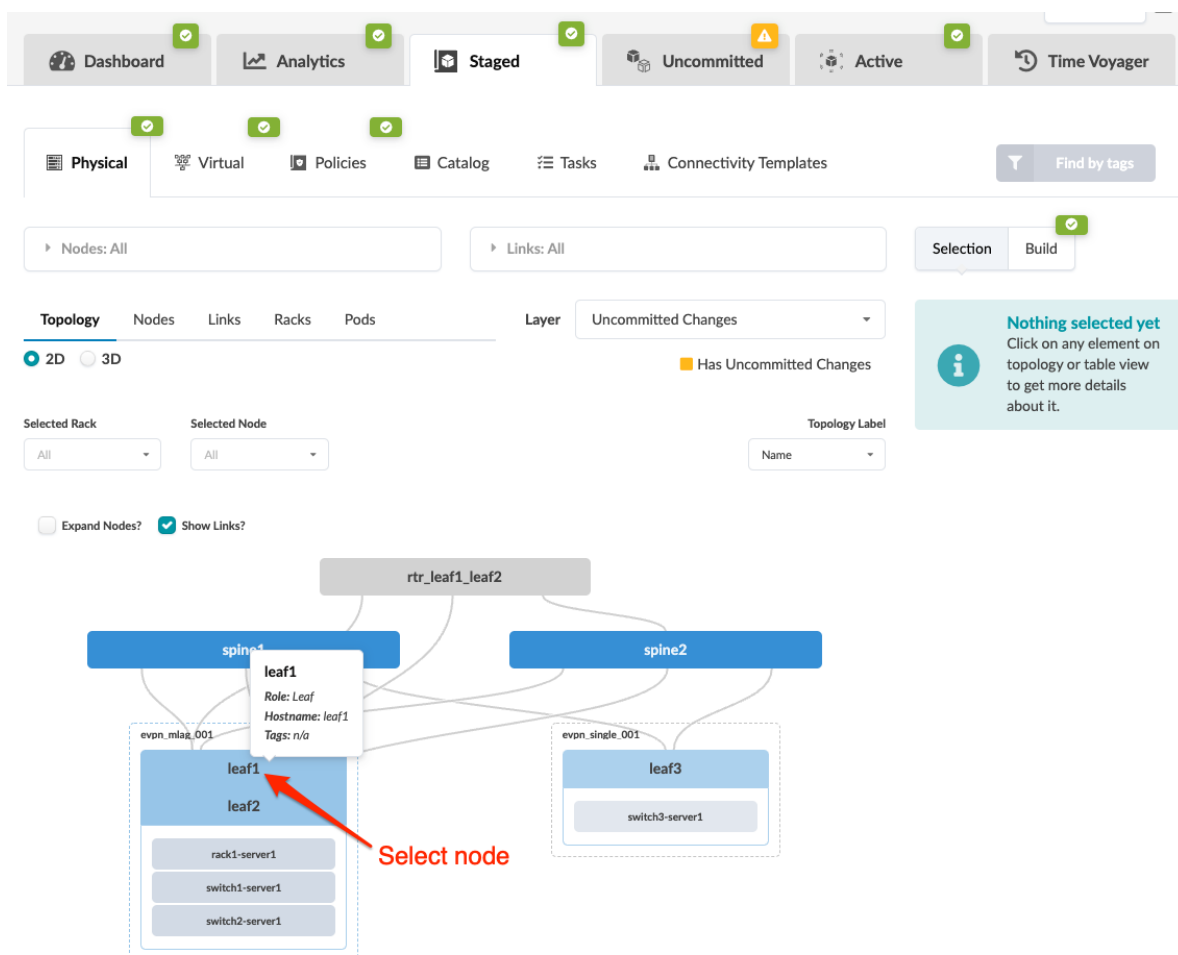 Dashboard
Analytics
Staged
Uncommitted
Active
Time Voyager
Physical
Virtual
Policies
Catalog
Tasks
Connectivity Templates
Find by tags
Nodes: All
Links: All
Selection
Build
Topology
Nodes
Links
Racks
Pods
Layer
Uncommitted Changes
2D
3D
Has Uncommitted Changes
Nothing selected yet
Click on any element on
topology or table view
to get more details
about it.
Selected Rack
Selected Node
Topology Label
All
All
Name
Expand Nodes?
Show Links?
rtr_leaf1_leaf2
spine1
spine2
leaf1
Role: Leaf
Hostname: leaf1
Tags: n/a
evpn_mlag_001
evpn_single_001
leaf1
leaf3
leaf2
switch3-server1
rack1-server1
Select node
switch1-server1
switch2-server1